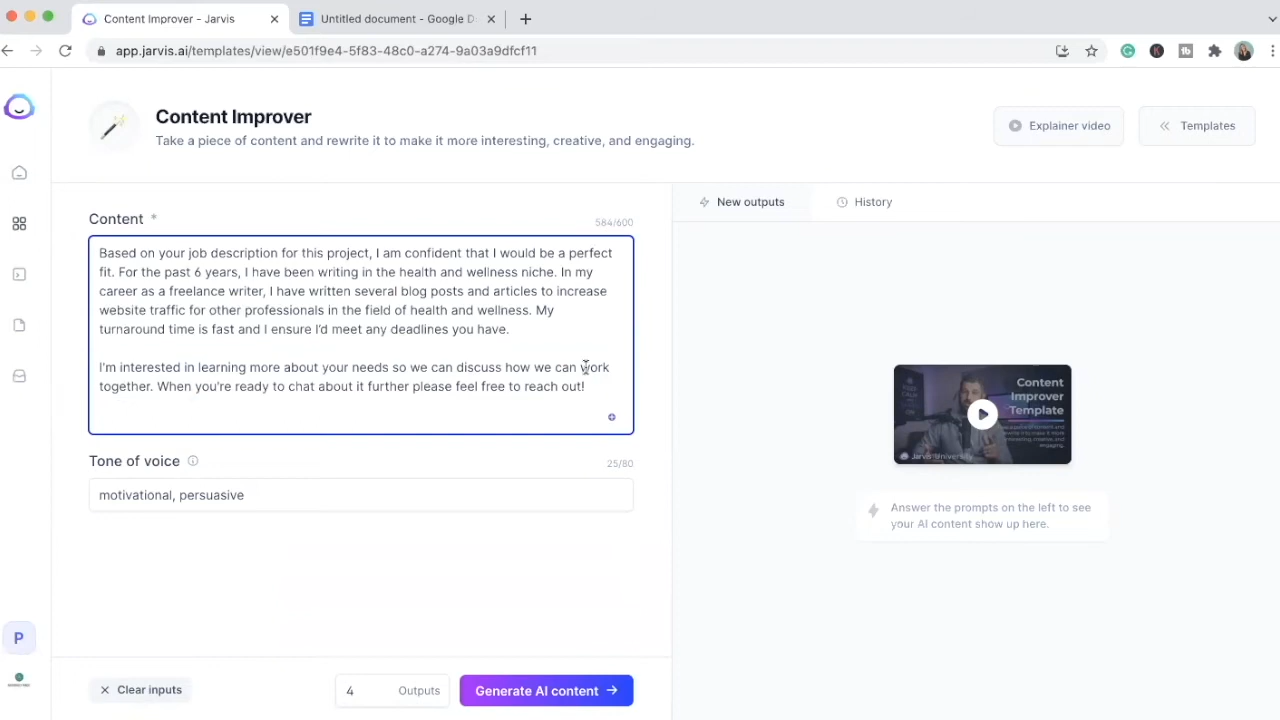 Content Improver - Jarvis
Untitled document - Google D
app.jarvis.ai/templates/view/e501f9e4-5f83-48c0-a274-9a03a9dfcf11
Content Improver
Take a piece of content and rewrite it to make it more interesting, creative, and engaging.
Explainer video
Templates
Content *
584/600
New outputs
History
Based on your job description for this project, I am confident that I would be a perfect
fit. For the past 6 years, I have been writing in the health and wellness niche. In my
career as a freelance writer, I have written several blog posts and articles to increase
website traffic for other professionals in the field of health and wellness. My
turnaround time is fast and I ensure I'd meet any deadlines you have.
I'm interested in learning more about your needs so we can discuss how we can work
together. When you're ready to chat about it further please feel free to reach out!
Content
Improver
Template
Jarvis University
Tone of voice
25/80
motivational, persuasive
Answer the prompts on the left to see
your AI content show up here.
P
Clear inputs
4
Outputs
Generate AI content